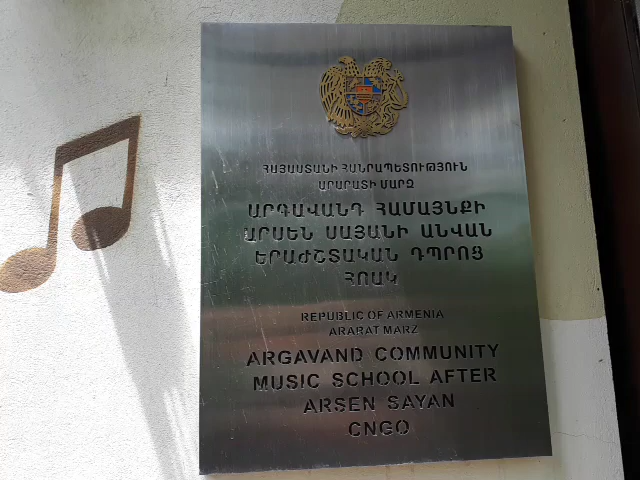 ՀԱՅԱՍՏԱՆԻ ՀԱՆՐԱՊԵՏՈՒԹՅՈՒՆ
ԱՐԱՐԱՏԻ ՄԱՐԶ
ԱՐԳԱՎԱՆԴ ՀԱՄԱՅՆՔԻ
ԱՐՍԵՆ ՍԱՅԱՆԻ ԱՆՎԱՆ
ԵՐԱԺՇՏԱԿԱՆ ԴՊՐՈՑ
ՀՈԱԿ
REPUBLIC OF ARMENIA
ARARAT MARZ
ARGAVAND COMMUNITY
MUSIC SCHOOL AFTER
ARSEN SAYAN
CNGO